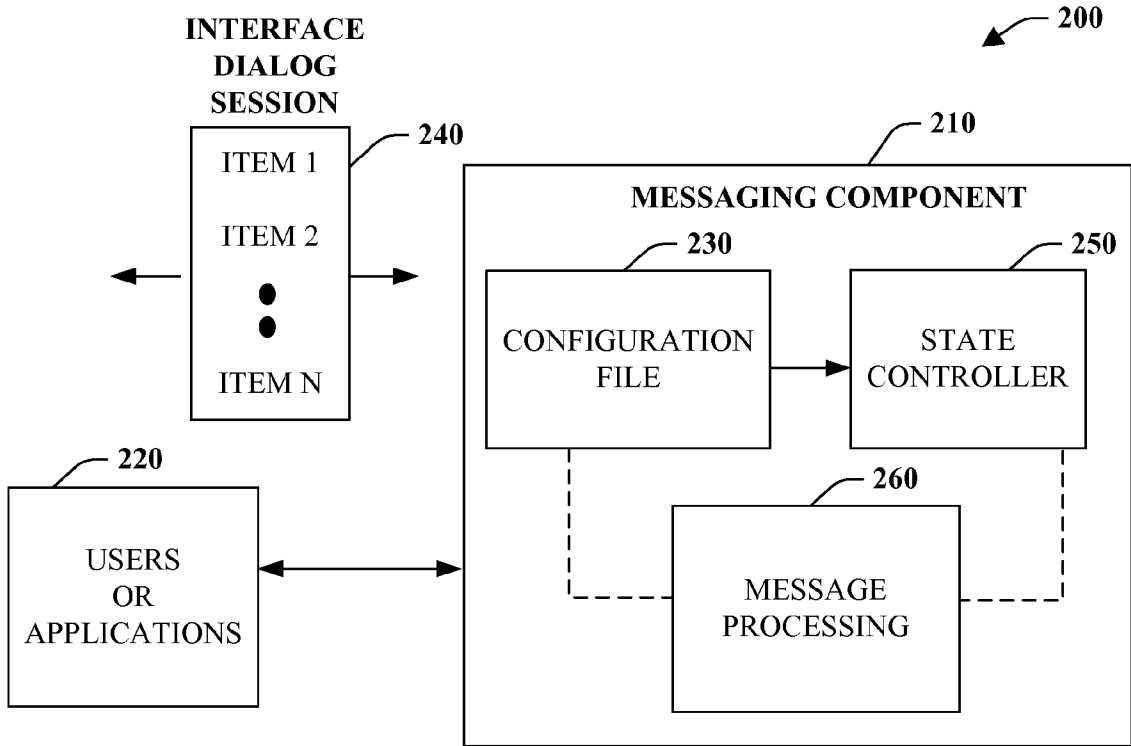 200
INTERFACE
DIALOG
SESSION
240
ITEM 1
ITEM 2
ITEM N
210
MESSAGING COMPONENT
230
CONFIGURATION
FILE
250
STATE
CONTROLLER
220
USERS
OR
APPLICATIONS
260
MESSAGE
PROCESSING